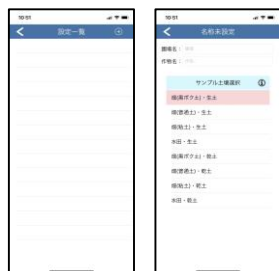 10:51
設定一覧
10:51
名称未設定
圃場名：
作物名：
サンプル土壌選択
畑(黒ボク土)・生土
畑(普通土)・生土
畑(粘土)・生土
水田・生土
畑(黒ボク土)・乾土
畑(普通土)・乾土
畑(粘土)・乾土
水田・乾土